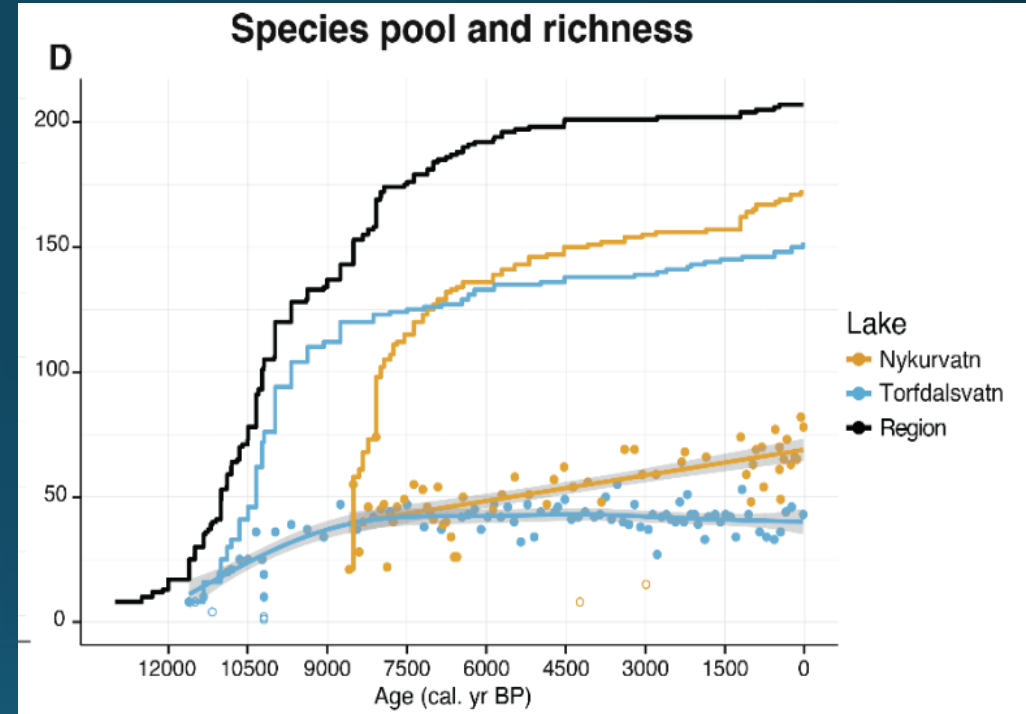 Species pool and richness
D
200
150
100
50
0
12000 10500 9000 7500 6000 4500 3000 1500 0
Age (cal. yr BP)
Lake
Nykurvatn
Torfdalsvatn
Region